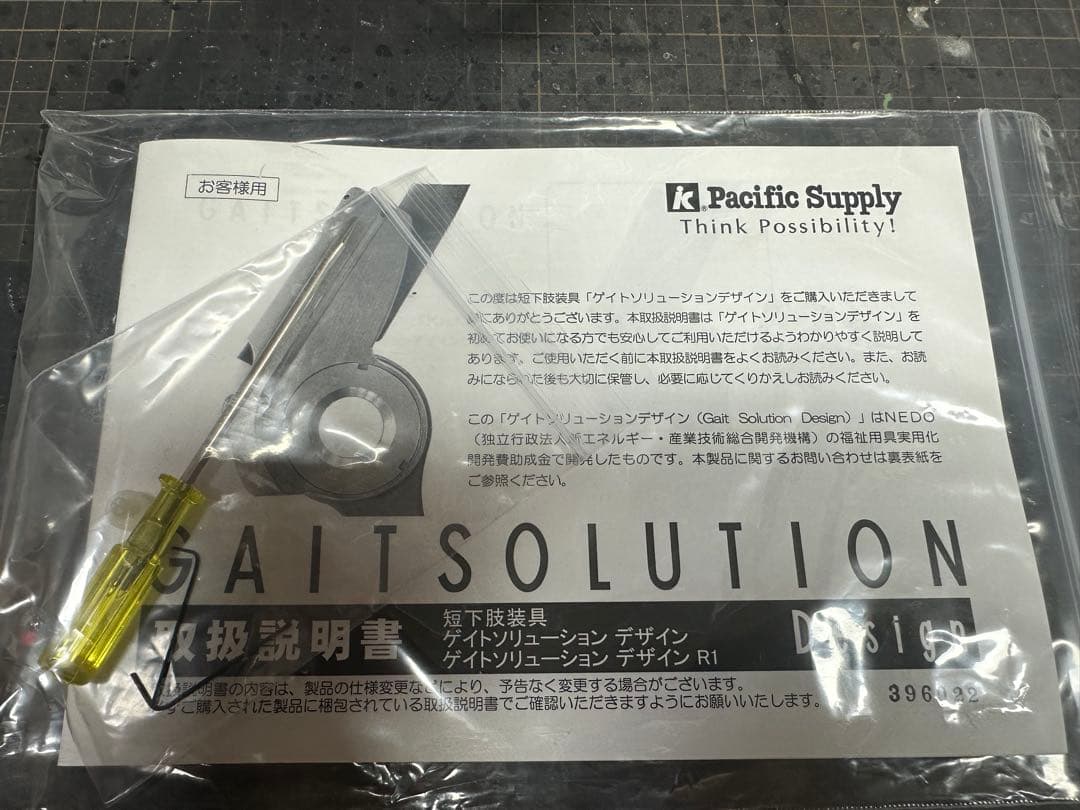 お客様用
Pacific Supply
Think Possibility!
この度は短下肢装具「ゲイトソリューションデザイン」をご購入いただきまして
にありがとうございます。本取扱説明書は「ゲイトソリューションデザイン」を
初めてお使いになる方でも安心してご利用いただけるようわかりやすく説明して
あります。ご使用いただく前に本取扱説明書をよくお読みください。また、お読
みになられた後も大切に保管し、必要に応じてくりかえしお読みください。
この「ゲイトソリューションデザイン(Gait Solution Design)」はNEDO
(独立行政法人新エネルギー・産業技術総合開発機構)の福祉用具実用化
開発費助成金で開発したものです。本製品に関するお問い合わせは裏表紙を
ご参照ください。
GAITSOLUTION
Design
取扱説明書
短下肢装具
ゲイトソリューション デザイン
ゲイトソリューション デザイン R1
説明書の内容は、製品の仕様変更などにより、予告なく変更する場合がございます。
ご購入された製品に梱包されている取扱説明書でご確認いただきますようにお願いいたします。
396022